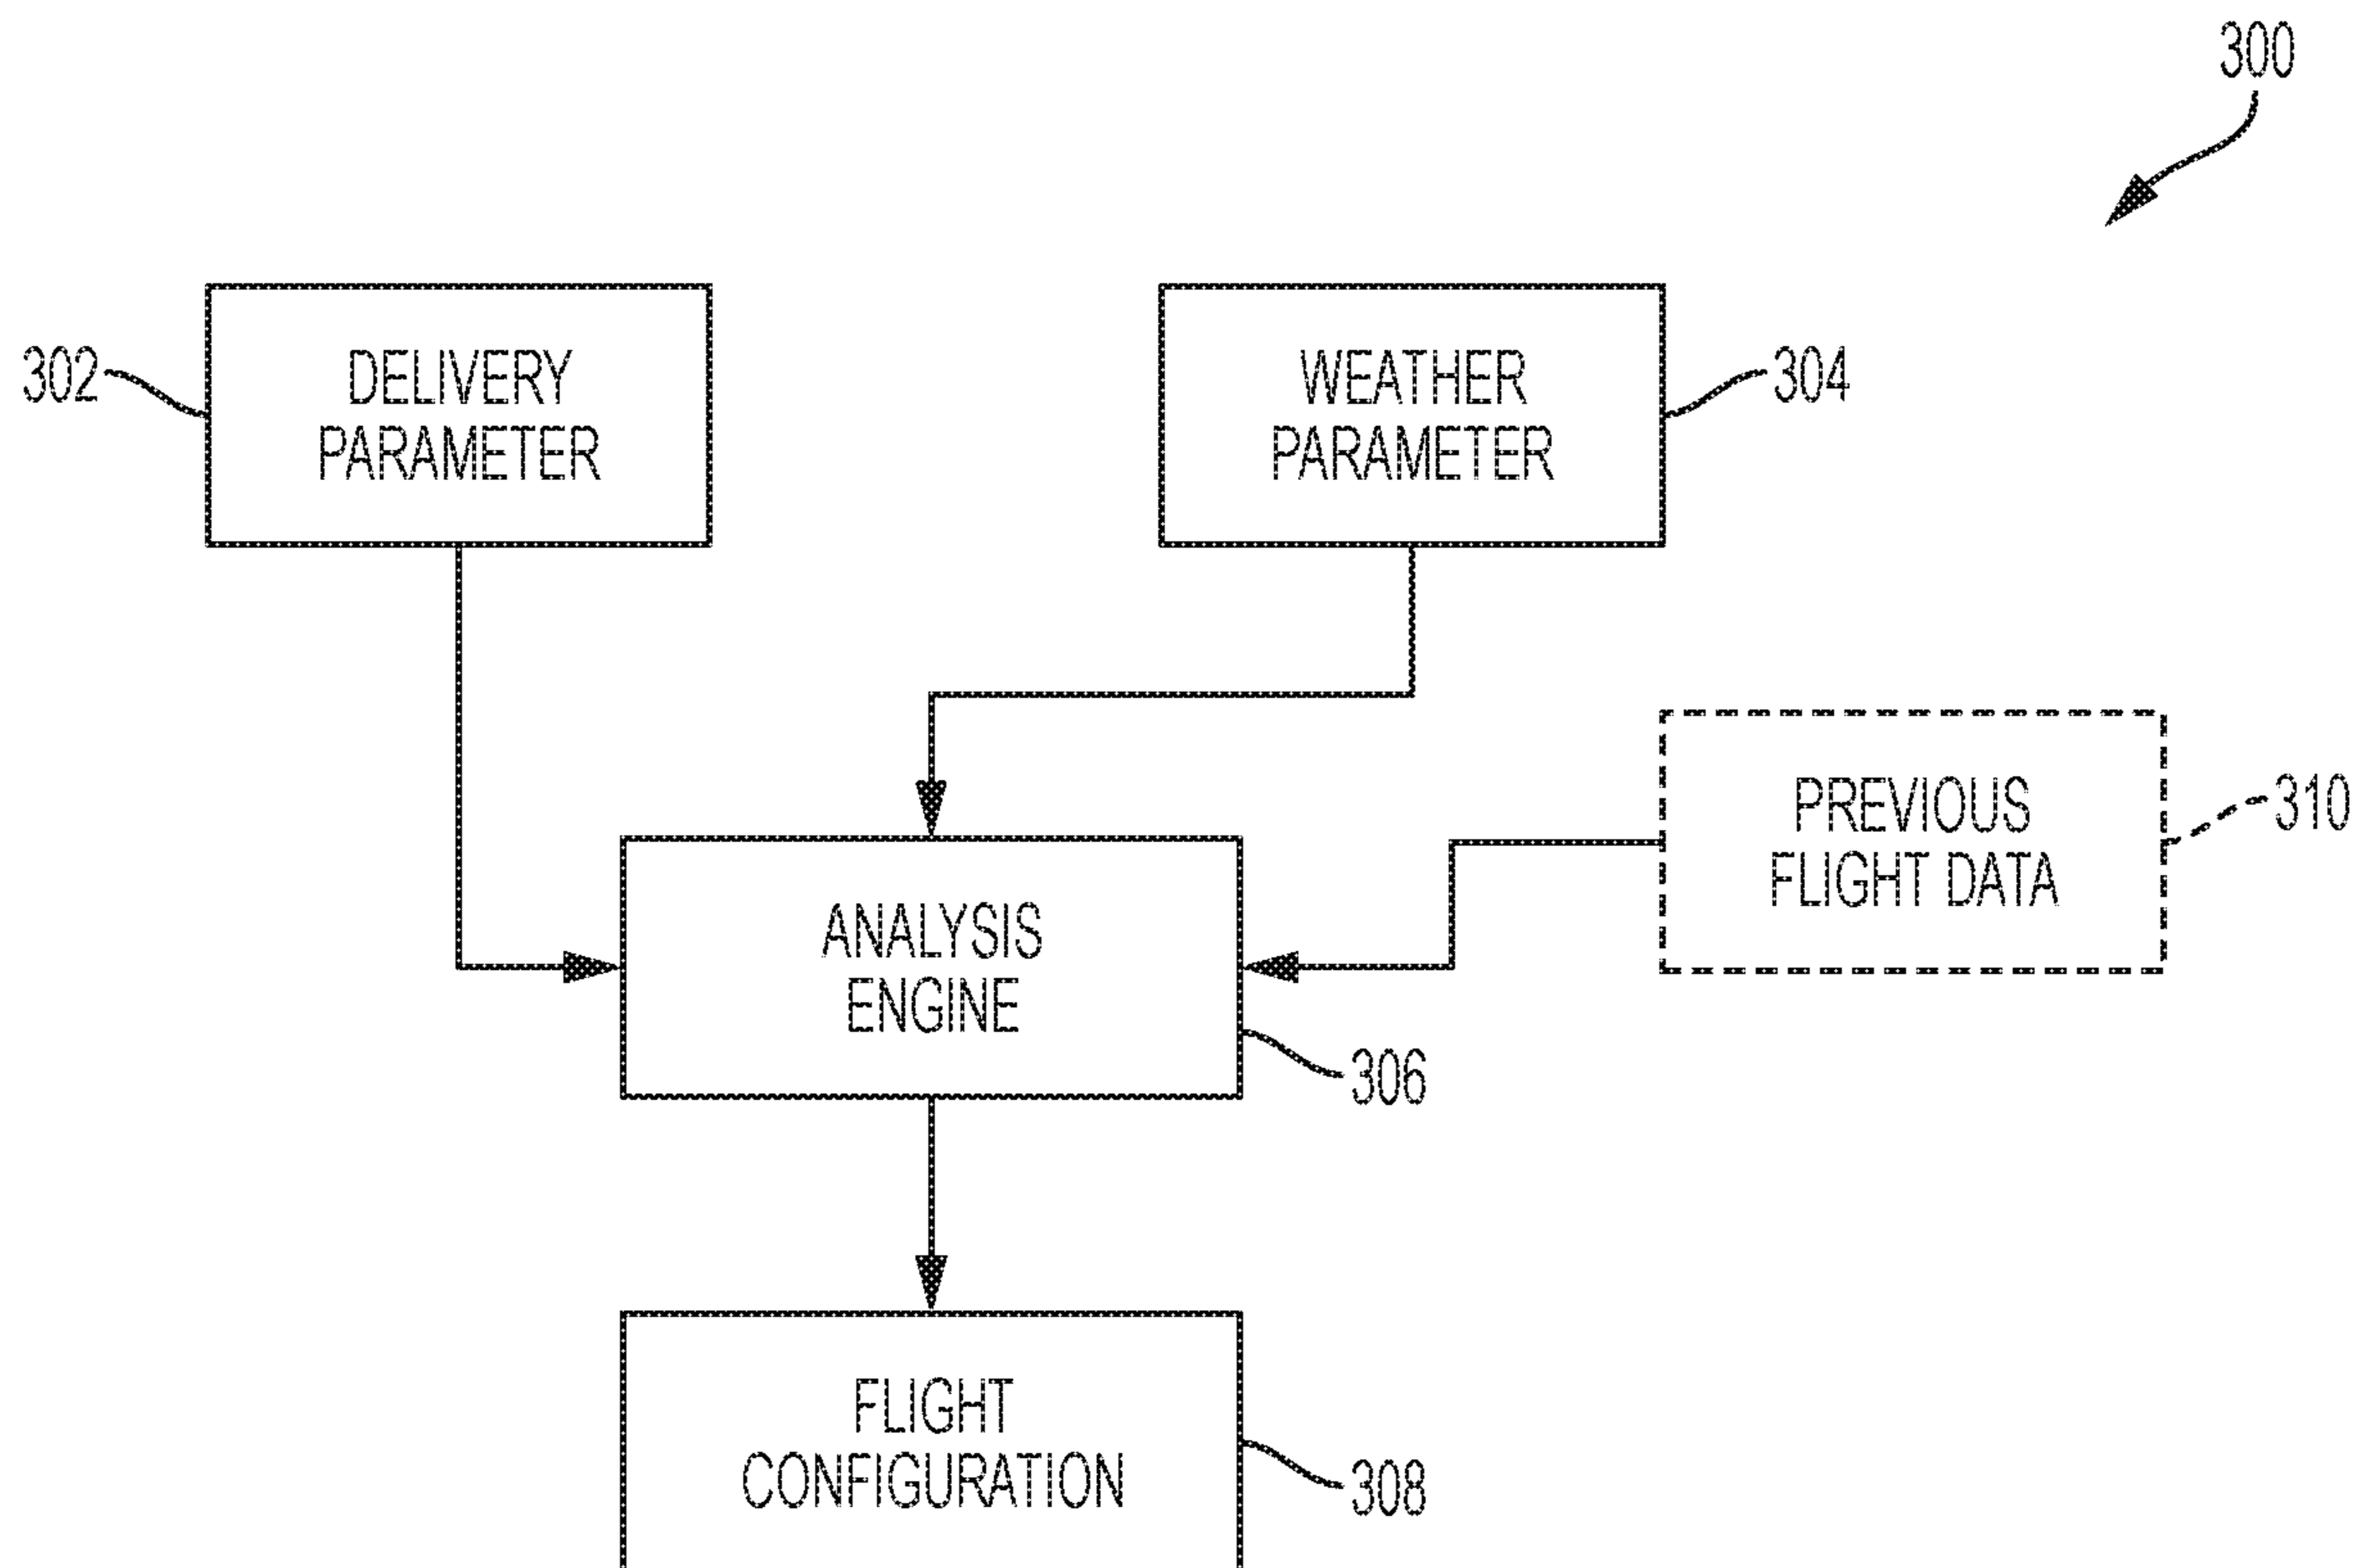 300
302
DELIVERY
PARAMETER
WEATHER
PARAMETER
304
PREVIOUS
FLIGHT DATA
310
ANALYSIS
ENGINE
306
FLIGHT
CONFIGURATION
308